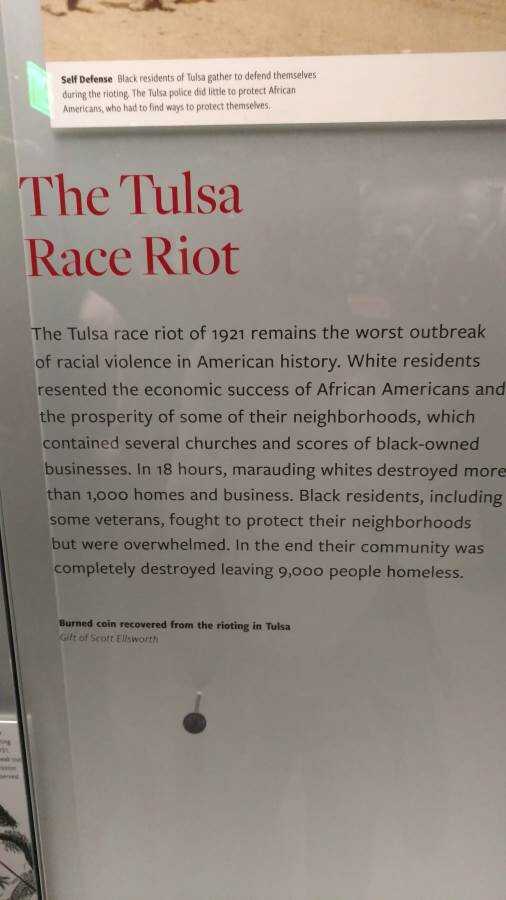 Self Defense Black residents of Tulsa gather to defend themselves
during the rioting. The Tulsa police did little to protect African
Americans, who had to find ways to protect themselves.
The Tulsa
Race Riot
The Tulsa race riot of 1921 remains the worst outbreak
of racial violence in American history. White residents
resented the economic success of African Americans and
the prosperity of some of their neighborhoods, which
contained several churches and scores of black-owned
businesses. In 18 hours, marauding whites destroyed more
than 1,000 homes and business. Black residents, including
some veterans, fought to protect their neighborhoods
but were overwhelmed. In the end their community was
completely destroyed leaving 9,000 people homeless.
Burned coin recovered from the rioting in Tulsa
Gift of Scott Ellsworth